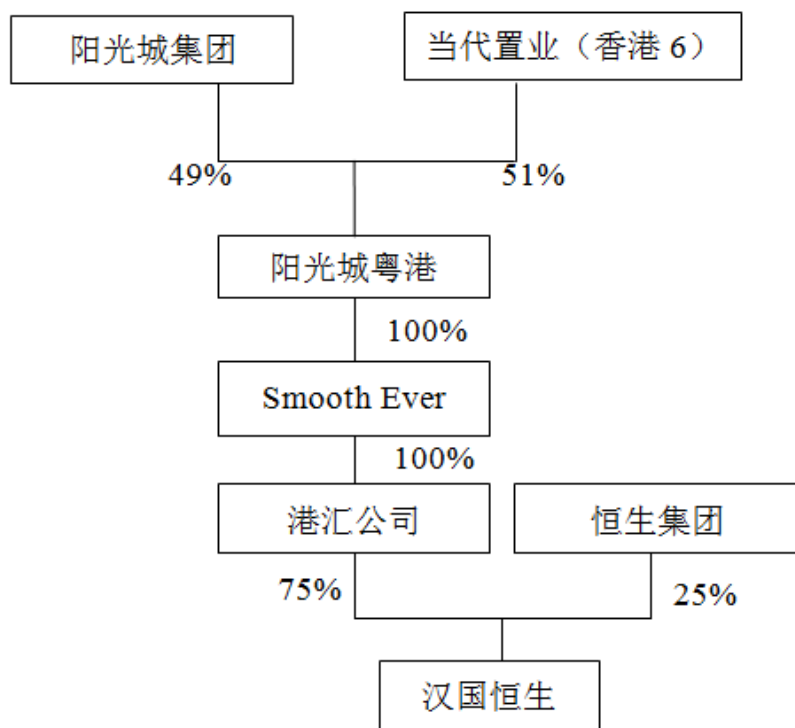 阳光城集团
当代置业（香港 6）
49%
51%
阳光城粤港
100%
Smooth Ever
100%
港汇公司
恒生集团
75%
25%
汉国恒生